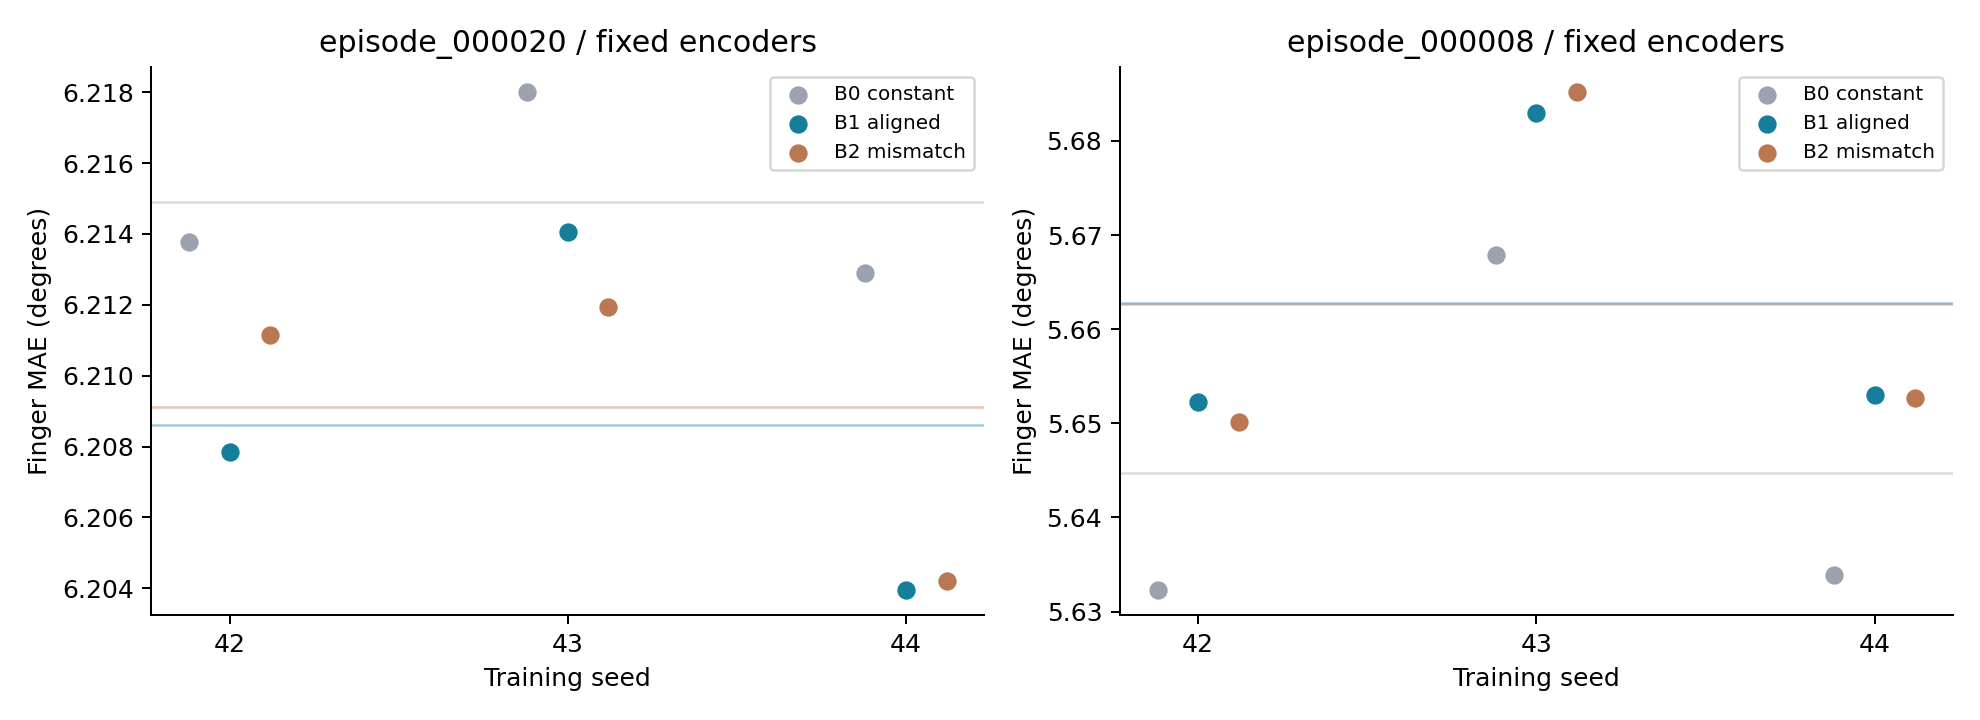 episode_000020 / fixed encoders
B0 constant
B1 aligned
B2 mismatch
Finger MAE (degrees)
6.218
6.216
6.214
6.212
6.210
6.208
6.206
6.204
42
43
44
Training seed
episode_000008 / fixed encoders
B0 constant
B1 aligned
B2 mismatch
Finger MAE (degrees)
5.68
5.67
5.66
5.65
5.64
5.63
42
43
44
Training seed